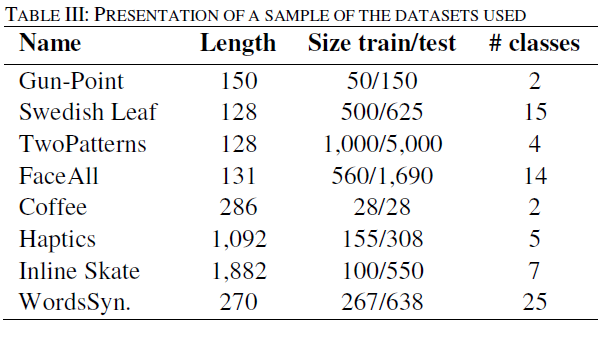 TABLE III: PRESENTATION OF A SAMPLE OF THE DATASETS USED
Name Length Size train/test # classes
Gun-Point 150 50/150 2
Swedish Leaf 128 500/625 15
TwoPatterns 128 1,000/5,000 4
FaceAll 131 560/1,690 14
Coffee 286 28/28 2
Haptics 1,092 155/308 5
Inline Skate 1,882 100/550 7
WordsSyn. 270 267/638 25